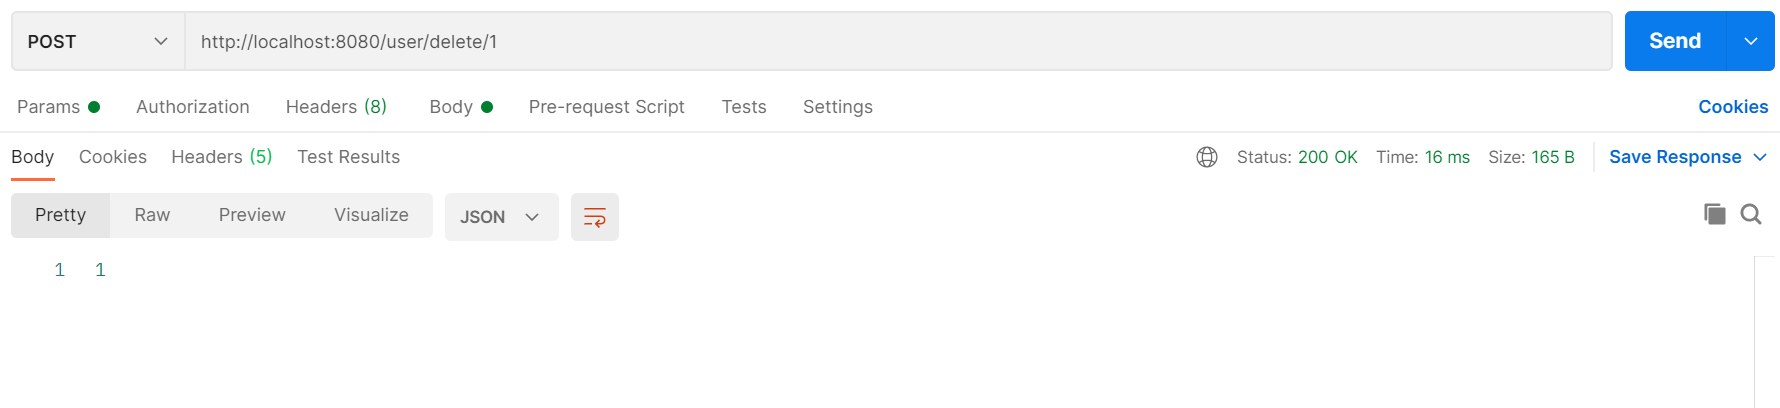 POST http://localhost:8080/user/delete/1 Send
Params Authorization Headers (8) Body Pre-request Script Tests Settings Cookies
Body Cookies Headers (5) Test Results Status: 200 OK Time: 16 ms Size: 165 B Save Response
Pretty Raw Preview Visualize JSON
1 1